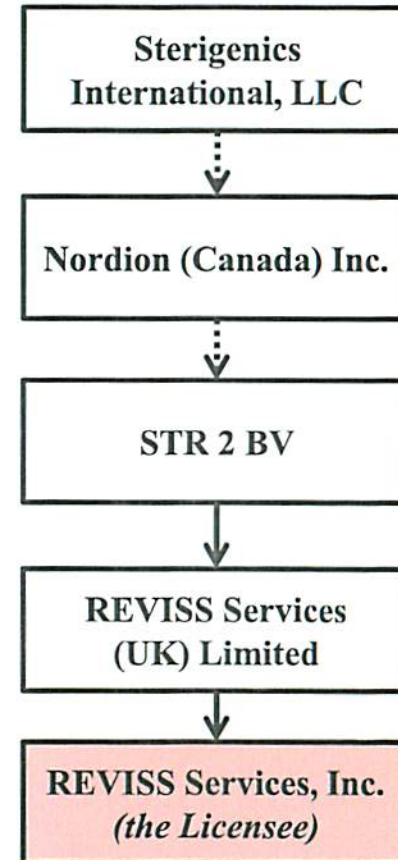 Sterigenics
International, LLC
Nordion (Canada) Inc.
STR 2 BV
REVISS Services
(UK) Limited
REVISS Services, Inc.
(the Licensee)